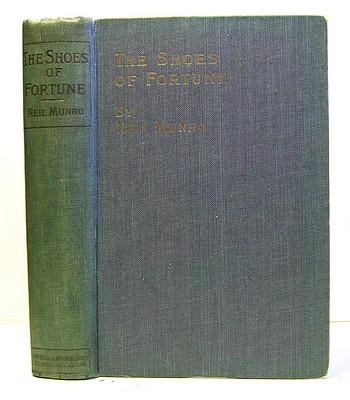 THE SHOES
OF
FORTUNE
NEIL MUNRO
THE SHOES
OF FORTUNE
BY
NEIL MUNRO